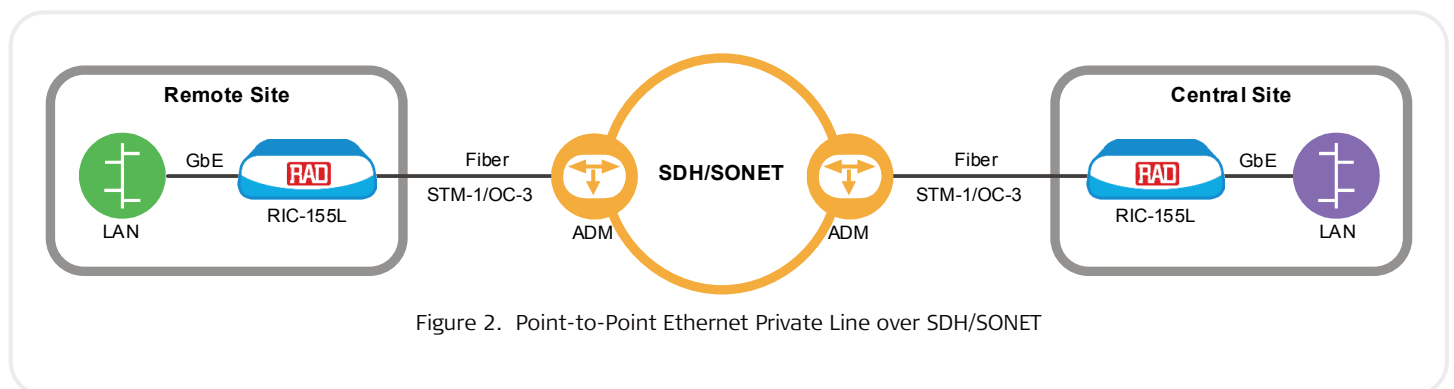 Remote Site
Central Site
GbE
RAD
Fiber
SDH/SONET
Fiber
RAD
GbE
LAN
RIC-155L
STM-1/OC-3
ADM
ADM
STM-1/OC-3
RIC-155L
LAN
Figure 2. Point-to-Point Ethernet Private Line over SDH/SONET